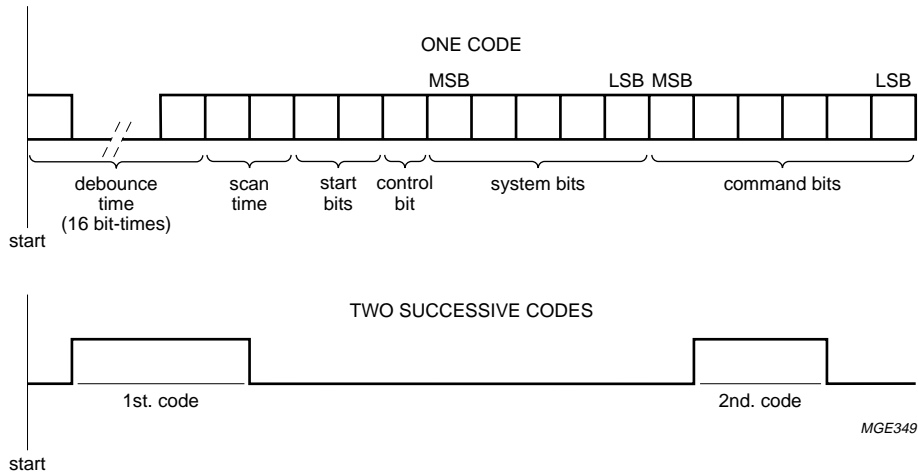 ONE CODE
MSB LSB MSB LSB
debounce time (16 bit-times)
scan time
start bits
control bit
system bits
command bits
start
TWO SUCCESSIVE CODES
1st. code
2nd. code
MGE349
start